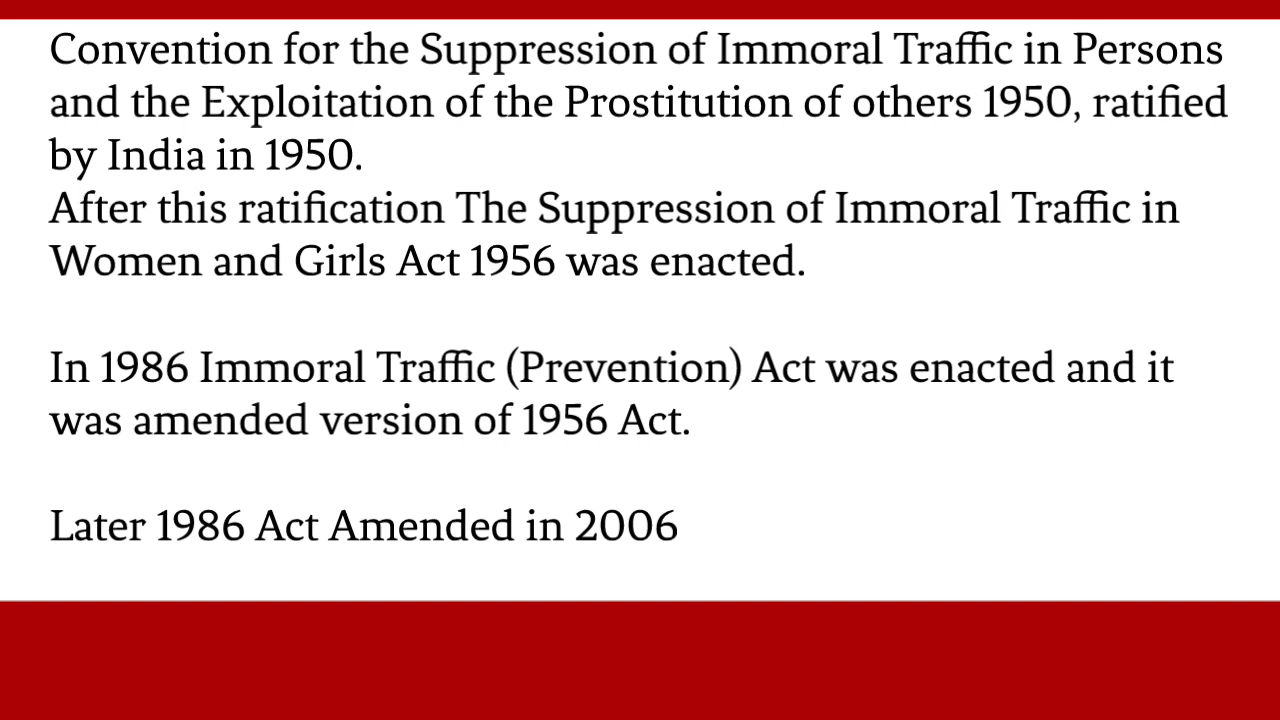 Convention for the Suppression of Immoral Traffic in Persons
and the Exploitation of the Prostitution of others 1950, ratified
by India in 1950.
After this ratification The Suppression of Immoral Traffic in
Women and Girls Act 1956 was enacted.
In 1986 Immoral Traffic (Prevention) Act was enacted and it
was amended version of 1956 Act.
Later 1986 Act Amended in 2006